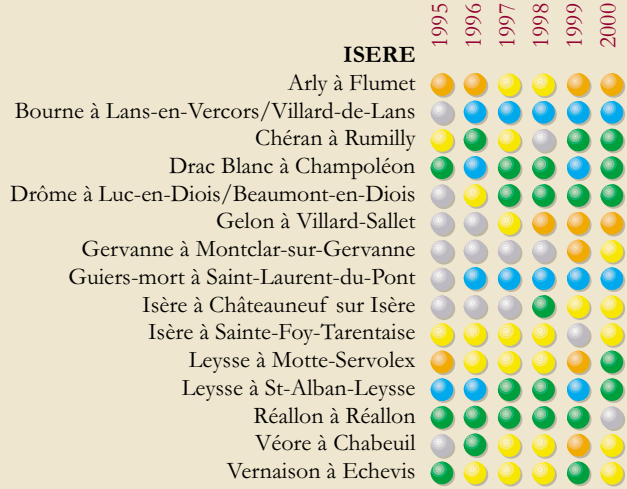 1995 1996 1997 1998 1999 2000
ISERE
Arly à Flumet
Bourne à Lans-en-Vercors/Villard-de-Lans
Chéran à Rumilly
Drac Blanc à Champoléon
Drôme à Luc-en-Diois/Beaumont-en-Diois
Gelon à Villard-Sallet
Gervanne à Montclar-sur-Gervanne
Guiers-mort à Saint-Laurent-du-Pont
Isère à Châteauneuf sur Isère
Isère à Sainte-Foy-Tarentaise
Leysse à Motte-Servolex
Leysse à St-Alban-Leysse
Réallon à Réallon
Véore à Chabeuil
Vernaison à Echevis